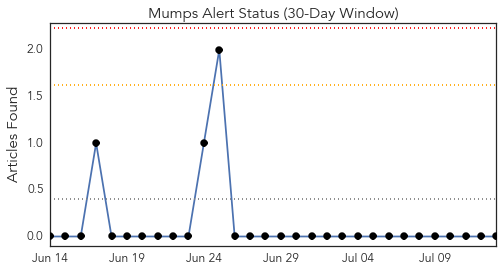 Mumps Alert Status (30-Day Window)
Articles Found
2.0
1.5
1.0
0.5
0.0
Jun 14 Jun 19 Jun 24 Jun 29 Jul 04 Jul 09